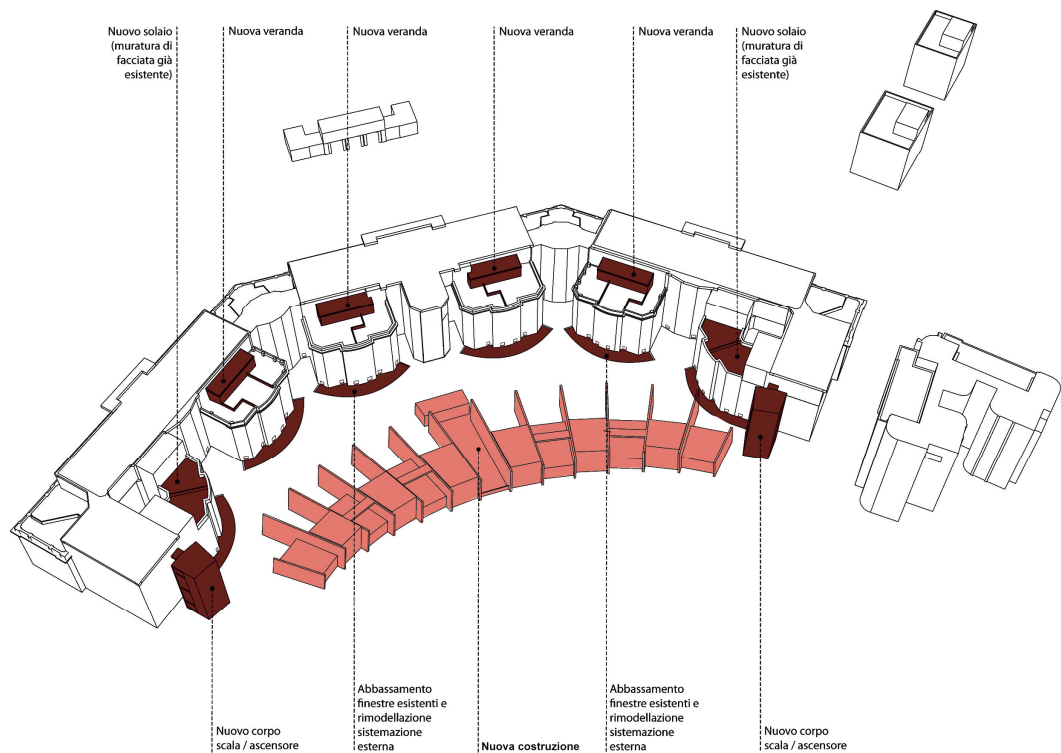 Nuovo solaio
(muratura di
facciata già
esistente)
Nuova veranda
Nuova veranda
Nuova veranda
Nuova veranda
Nuovo solaio
(muratura di
facciata già
esistente)
Nuovo corpo
scala / ascensore
Abbassamento
finestre esistenti e
rimodellazione
sistemazione
esterna
Nuova costruzione
Abbassamento
finestre esistenti e
rimodellazione
sistemazione
esterna
Nuovo corpo
scala / ascensore